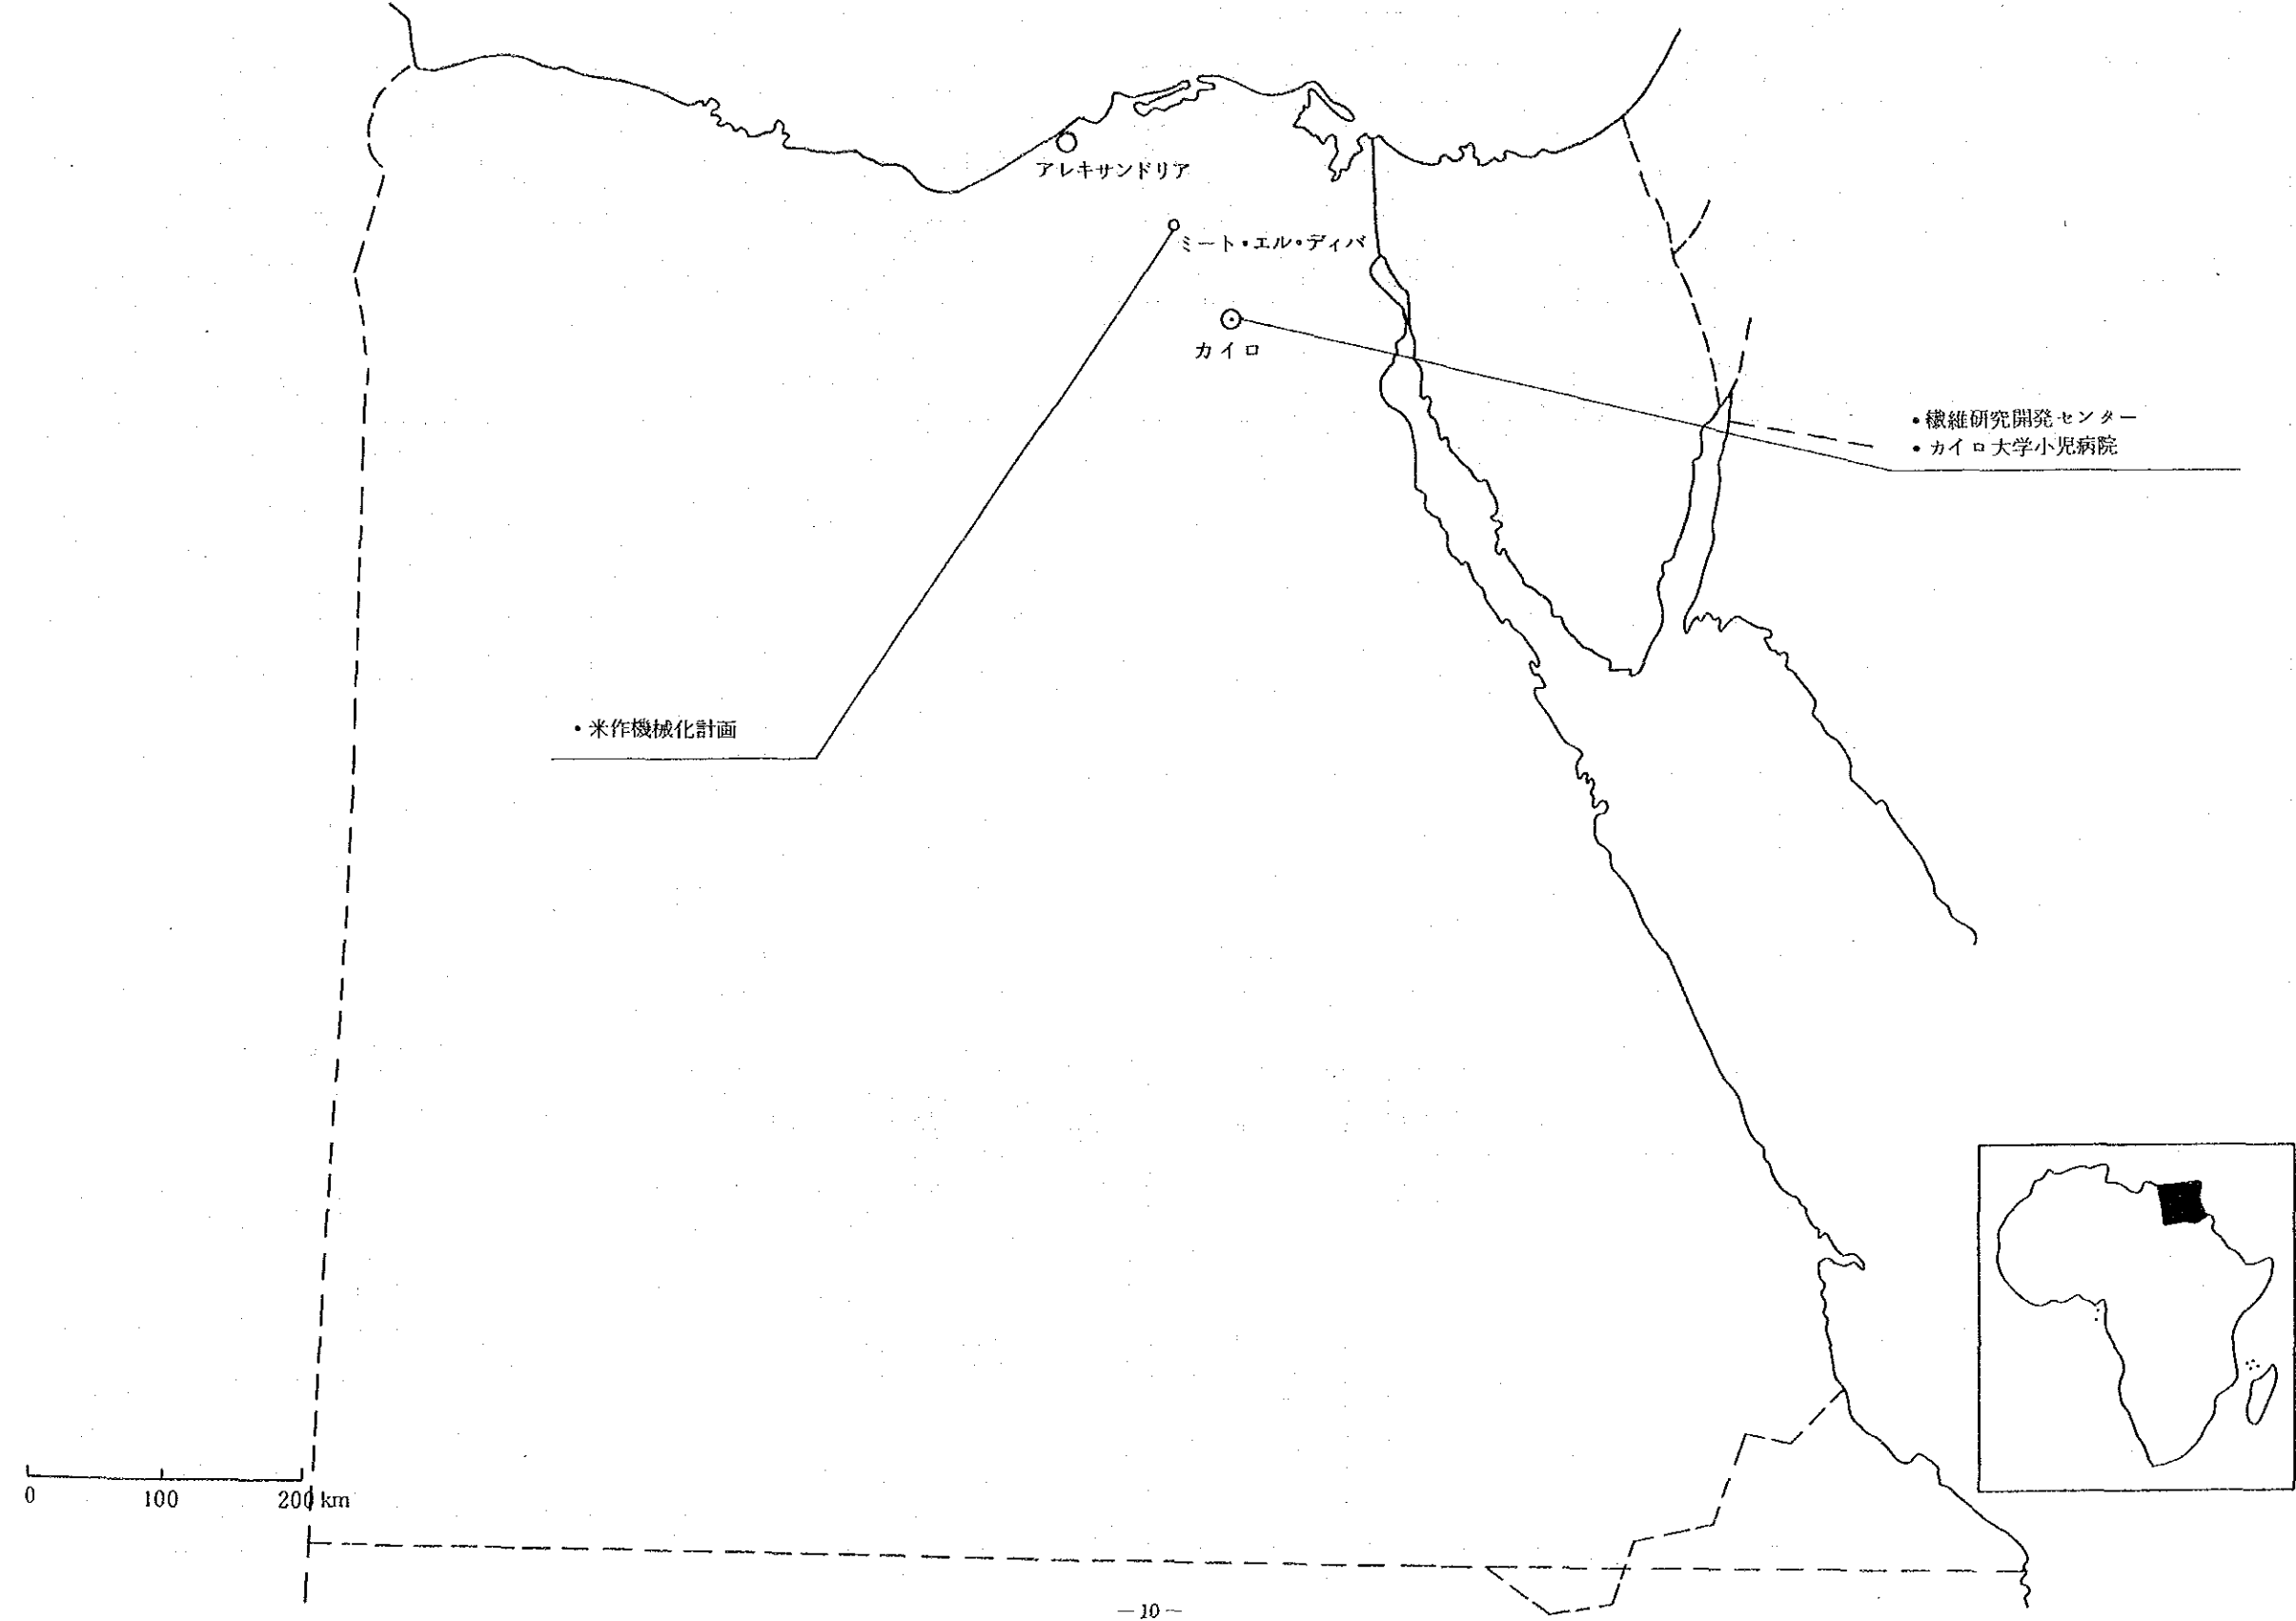 アレキサンドリア
ミート・エル・ディバ
カイロ
・繊維研究開発センター
・カイロ大学小児病院
・米作機械化計画
0 100 200 km
—10—